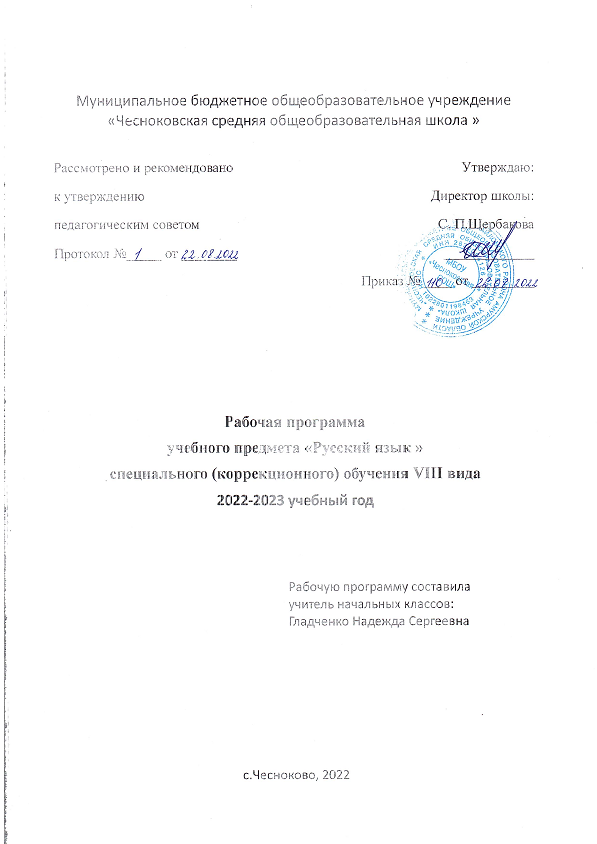 Муниципальное бюджетное общеобразовательное учреждение
«Чесноковская средняя общеобразовательная школа »
Рассмотрено и рекомендовано
Утверждаю:
к утверждению
Директор школы:
педагогическим советом
С. П.Щербакова
Протокол № 1 от 22.08.2022
Приказ № 110 от 22.08.2022
МБОУ
«Чесноковская
СОШ»
Рабочая программа
учебного предмета «Русский язык »
специального (коррекционного) обучения VIII вида
2022-2023 учебный год
Рабочую программу составила
учитель начальных классов:
Гладченко Надежда Сергеевна
с.Чесноково, 2022